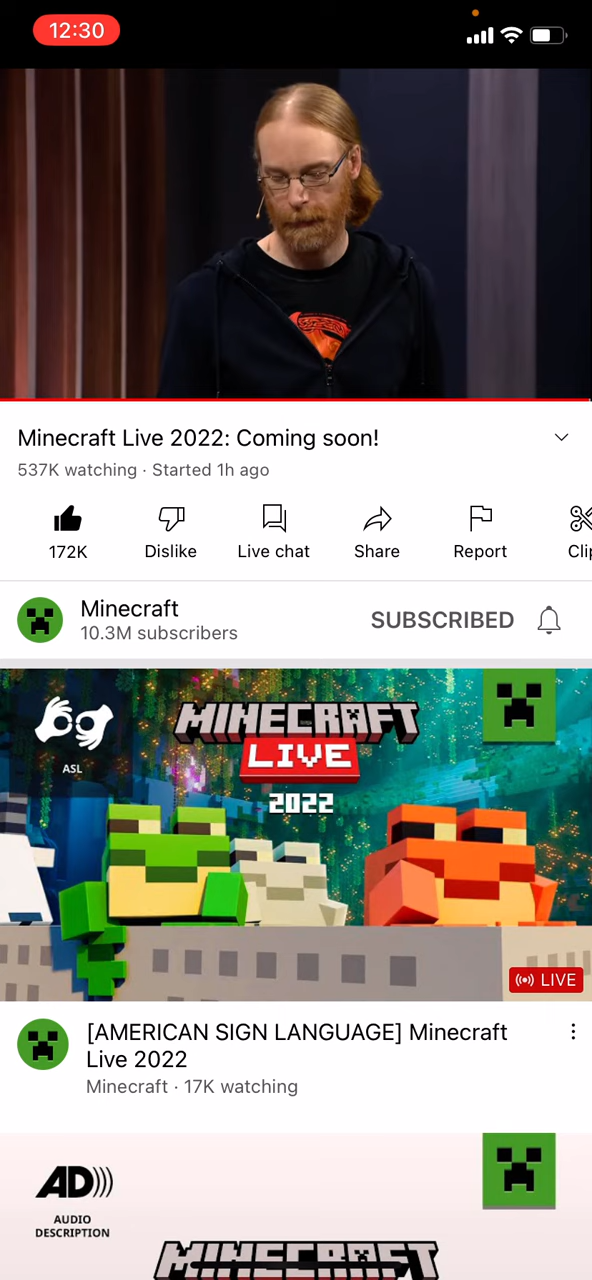 12:30
Minecraft Live 2022: Coming soon!
537K watching · Started 1h ago
172K
Dislike
Live chat
Share
Report
Cli
Minecraft
10.3M subscribers
SUBSCRIBED
ASL
MINECRAFT
LIVE
2022
LIVE
[AMERICAN SIGN LANGUAGE] Minecraft
Live 2022
Minecraft · 17K watching
AD
AUDIO
DESCRIPTION
MINECRAFT